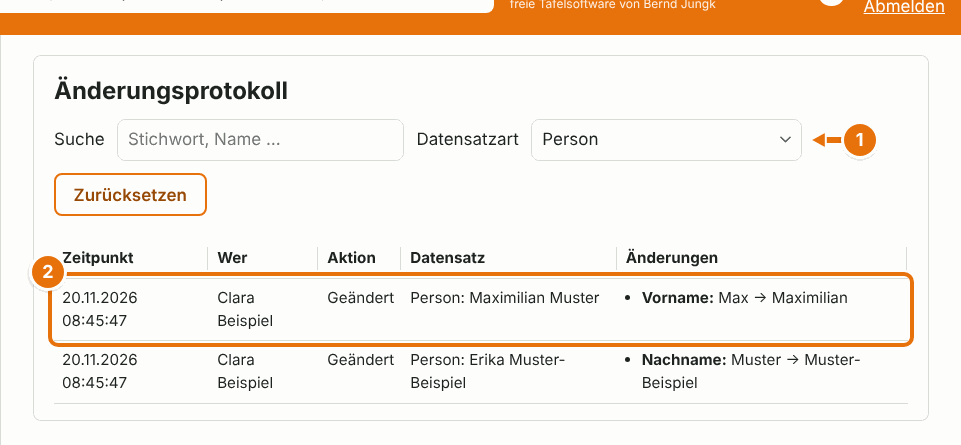 freie Tafelsoftware von Bernd Jungk
Abmelden
Änderungsprotokoll
Suche Stichwort, Name ... Datensatzart Person 1
Zurücksetzen
Zeitpunkt Wer Aktion Datensatz Änderungen
2
20.11.2026 Clara Geändert Person: Maximilian Muster • Vorname: Max → Maximilian
08:45:47 Beispiel
20.11.2026 Clara Geändert Person: Erika Muster- • Nachname: Muster → Muster-
08:45:47 Beispiel Beispiel Beispiel